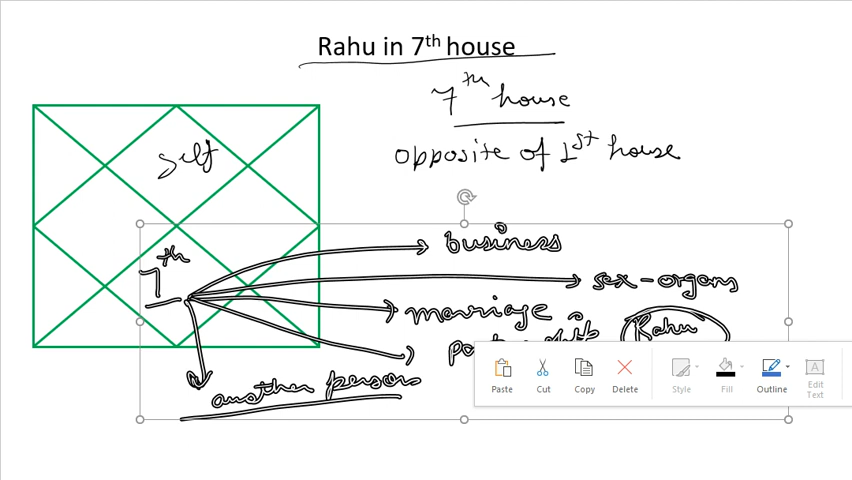 Rahu in 7th house
7th house
opposite of 1st house
self
7th
business
sex-organs
marriage
Rahu
another person
Paste Cut Copy Delete Style Fill Outline Edit Text